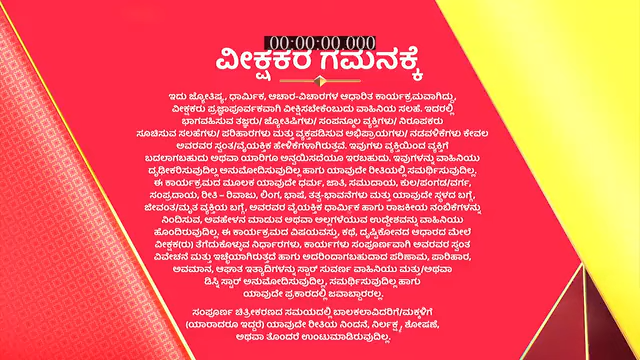 00:00:00.000
ವೀಕ್ಷಕರ ಗಮನಕ್ಕೆ
ಇದು ಜ್ಯೋತಿಷ್ಯ, ಧಾರ್ಮಿಕ, ಆಚಾರ-ವಿಚಾರಗಳ ಆಧಾರಿತ ಕಾರ್ಯಕ್ರಮವಾಗಿದ್ದು,
ವೀಕ್ಷಕರು ಪ್ರಜ್ಞಾಪೂರ್ವಕವಾಗಿ ವೀಕ್ಷಿಸಬೇಕೆಂಬುದು ವಾಹಿನಿಯ ಸಲಹೆ. ಇದರಲ್ಲಿ
ಭಾಗವಹಿಸುವ ತಜ್ಞರು/ ಜ್ಯೋತಿಷಿಗಳು/ ಸಂಪನ್ಮೂಲ ವ್ಯಕ್ತಿಗಳು/ ನಿರೂಪಕರು
ಸೂಚಿಸುವ ಸಲಹೆಗಳು/ ಪರಿಹಾರಗಳು ಮತ್ತು ವ್ಯಕ್ತಪಡಿಸುವ ಅಭಿಪ್ರಾಯಗಳು/ ನಡವಳಿಕೆಗಳು ಕೇವಲ
ಅವರವರ ಸ್ವಂತ/ವೈಯಕ್ತಿಕ ಹೇಳಿಕೆಗಳಾಗಿರುತ್ತವೆ. ಇವುಗಳು ವ್ಯಕ್ತಿಯಿಂದ ವ್ಯಕ್ತಿಗೆ
ಬದಲಾಗಬಹುದು ಅಥವಾ ಯಾರಿಗೂ ಅನ್ವಯಿಸದೆಯೂ ಇರಬಹುದು. ಇವುಗಳನ್ನು ವಾಹಿನಿಯು
ದೃಢೀಕರಿಸುವುದಿಲ್ಲ ಅನುಮೋದಿಸುವುದಿಲ್ಲ ಹಾಗೂ ಯಾವುದೇ ರೀತಿಯಲ್ಲಿ ಸಮರ್ಥಿಸುವುದಿಲ್ಲ.
ಈ ಕಾರ್ಯಕ್ರಮದ ಮೂಲಕ ಯಾವುದೇ ಧರ್ಮ, ಜಾತಿ, ಸಮುದಾಯ, ಕುಲ/ಪಂಗಡ/ವರ್ಗ,
ಸಂಪ್ರದಾಯ, ರೀತಿ – ರಿವಾಜು, ಲಿಂಗ, ಭಾಷೆ, ತತ್ವ-ಭಾವನೆಗಳು ಮತ್ತು ಯಾವುದೇ ಸ್ಥಳದ ಬಗ್ಗೆ,
ಜೀವಂತ/ಮೃತ ವ್ಯಕ್ತಿಯ ಬಗ್ಗೆ, ಅವರವರ ವೈಯಕ್ತಿಕ ಧಾರ್ಮಿಕ ಹಾಗು ರಾಜಕೀಯ ನಂಬಿಕೆಗಳನ್ನು
ನಿಂದಿಸುವ, ಅವಹೇಳನ ಮಾಡುವ ಅಥವಾ ಅಲ್ಲಗಳೆಯುವ ಉದ್ದೇಶವನ್ನು ವಾಹಿನಿಯು
ಹೊಂದಿರುವುದಿಲ್ಲ. ಈ ಕಾರ್ಯಕ್ರಮದ ವಿಷಯವಸ್ತು, ಕಥೆ, ದೃಷ್ಟಿಕೋನದ ಆಧಾರದ ಮೇಲೆ
ವೀಕ್ಷಕ(ರು) ತೆಗೆದುಕೊಳ್ಳುವ ನಿರ್ಧಾರಗಳು, ಕಾರ್ಯಗಳು ಸಂಪೂರ್ಣವಾಗಿ ಅವರವರ ಸ್ವಂತ
ವಿವೇಚನೆ ಮತ್ತು ಇಚ್ಛೆಯಾಗಿರುತ್ತದೆ ಹಾಗು ಅದರಿಂದಾಗಬಹುದಾದ ಪರಿಣಾಮ, ಪಾರಿಹಾರ,
ಅವಮಾನ, ಆಘಾತ ಇತ್ಯಾದಿಗಳನ್ನು ಸ್ಟಾರ್ ಸುವರ್ಣ ವಾಹಿನಿಯು ಮತ್ತು/ಅಥವಾ
ಡಿಸ್ನಿ ಸ್ಟಾರ್ ಅನುಮೋದಿಸುವುದಿಲ್ಲ, ಸಮರ್ಥಿಸುವುದಿಲ್ಲ ಹಾಗು
ಯಾವುದೇ ಪ್ರಕಾರದಲ್ಲಿ ಜವಾಬ್ದಾರರಲ್ಲ.
ಸಂಪೂರ್ಣ ಚಿತ್ರೀಕರಣದ ಸಮಯದಲ್ಲಿ ಬಾಲಕಲಾವಿದರಿಗೆ/ಮಕ್ಕಳಿಗೆ
(ಯಾರಾದರೂ ಇದ್ದರೆ) ಯಾವುದೇ ರೀತಿಯ ನಿಂದನೆ, ನಿರ್ಲಕ್ಷ್ಯ, ಶೋಷಣೆ,
ಅಥವಾ ತೊಂದರೆ ಉಂಟುಮಾಡಿರುವುದಿಲ್ಲ.